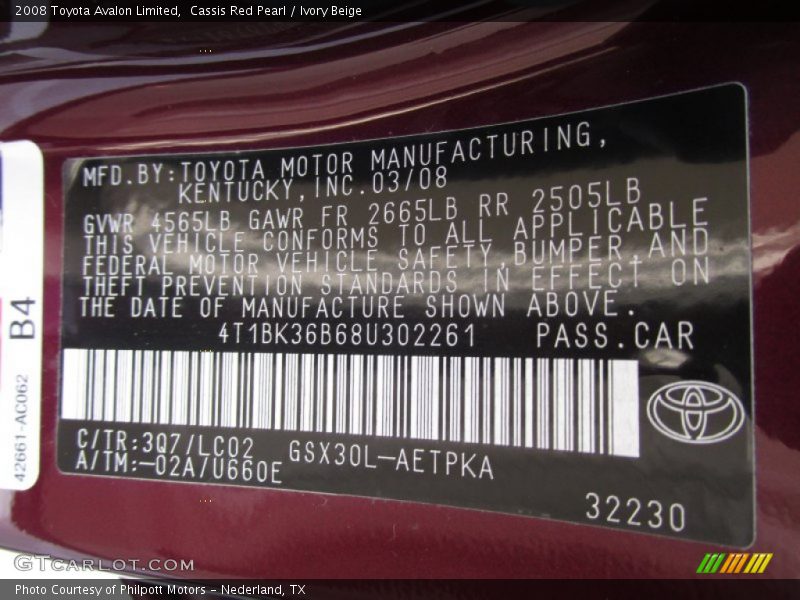 2008 Toyota Avalon Limited, Cassis Red Pearl / Ivory Beige
MFD.BY:TOYOTA MOTOR MANUFACTURING,
KENTUCKY,INC.03/08
GVWR 4565LB GAWR FR 2665LB RR 2505LB
THIS VEHICLE CONFORMS TO ALL APPLICABLE
FEDERAL MOTOR VEHICLE SAFETY,BUMPER,AND
THEFT PREVENTION STANDARDS IN EFFECT ON
THE DATE OF MANUFACTURE SHOWN ABOVE.
4T1BK36B68U302261 PASS.CAR
C/TR:3Q7/LC02 GSX30L-AETPKA
A/TM:-02A/U660E
32230
B4
42661-AC062
GTCARLOT.COM
Photo Courtesy of Philpott Motors - Nederland, TX